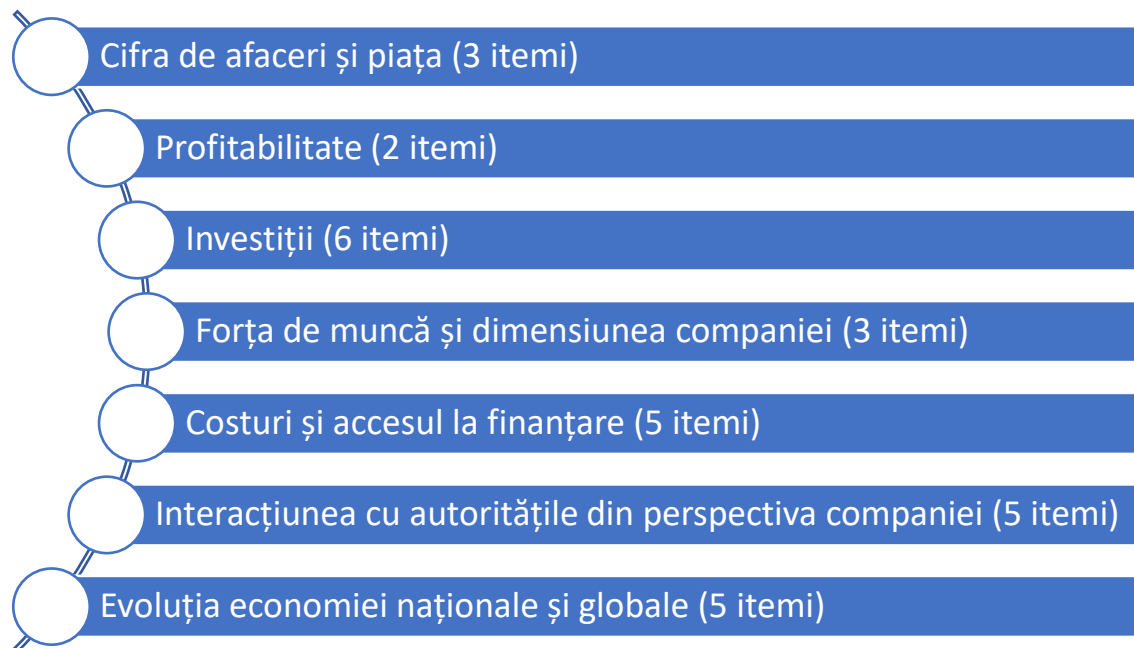 Cifra de afaceri și piața (3 itemi)
Profitabilitate (2 itemi)
Investiții (6 itemi)
Forța de muncă și dimensiunea companiei (3 itemi)
Costuri și accesul la finanțare (5 itemi)
Interacțiunea cu autoritățile din perspectiva companiei (5 itemi)
Evoluția economiei naționale și globale (5 itemi)